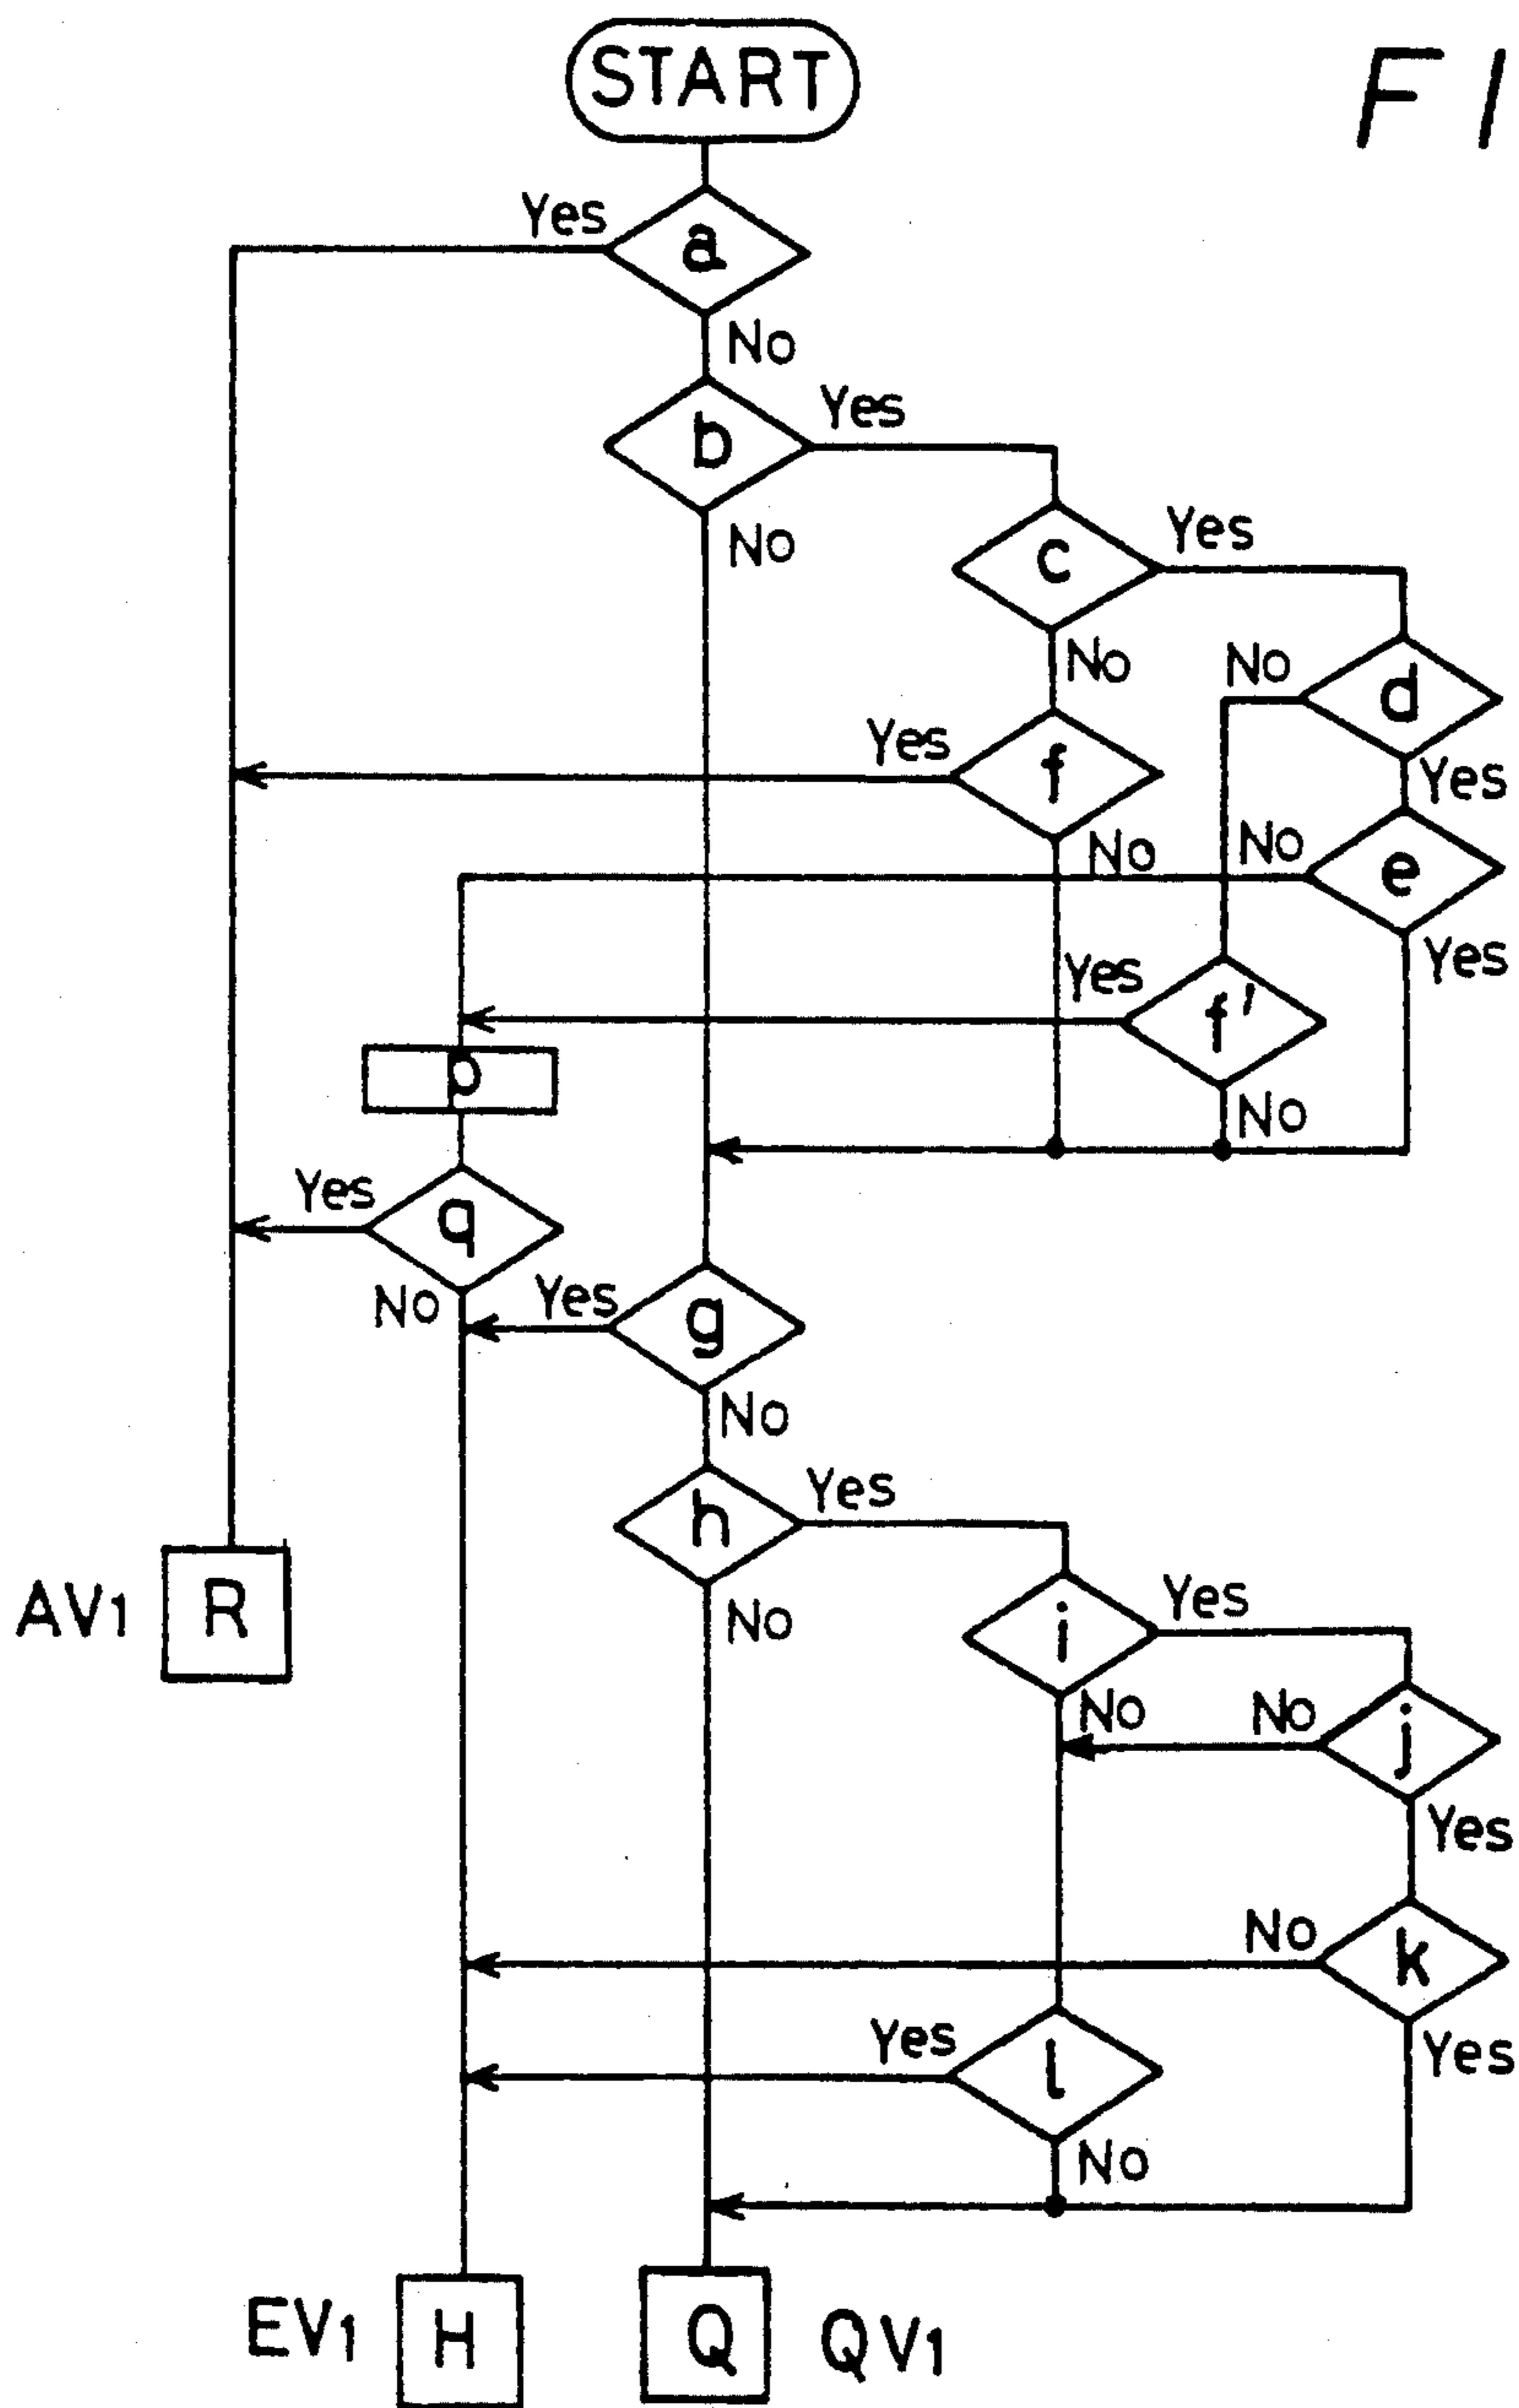 START
FI
Yes
a
No
b
Yes
No
c
Yes
No
No
d
Yes
f
Yes
No
No
e
Yes
Yes
f'
p
No
Yes
q
No
Yes
g
No
h
Yes
No
i
Yes
AV1
R
No
No
j
Yes
No
k
Yes
l
Yes
No
EV1
H
Q
QV1